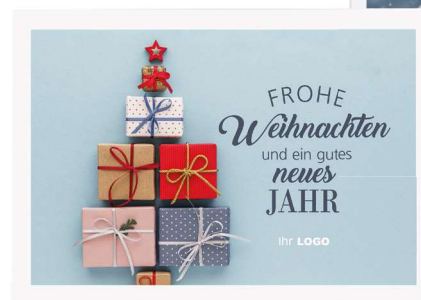 FROHE
Weihnachten
und ein gutes
neues
JAHR
Ihr LOGO